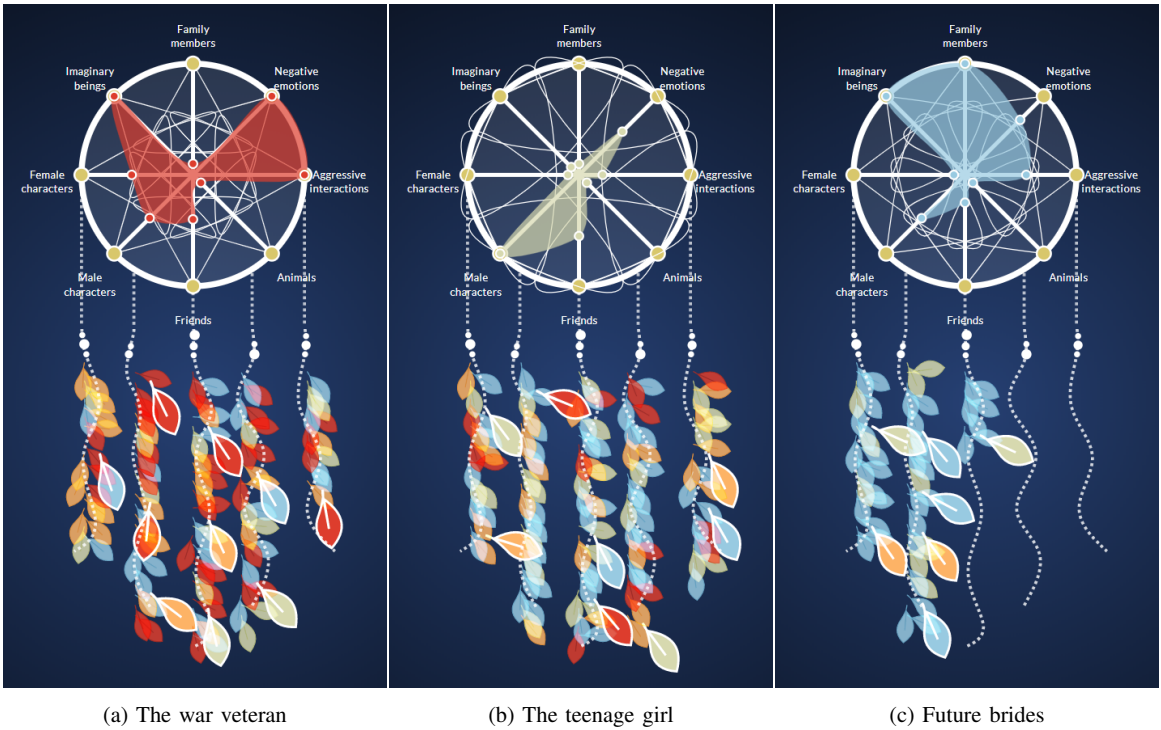 Family
members
Imaginary
beings
Negative
emotions
Female
characters
Aggressive
interactions
Male
characters
Animals
Friends
Family
members
Imaginary
beings
Negative
emotions
Female
characters
Aggressive
interactions
Male
characters
Animals
Friends
Family
members
Imaginary
beings
Negative
emotions
Female
characters
Aggressive
interactions
Male
characters
Animals
Friends
(a) The war veteran
(b) The teenage girl
(c) Future brides